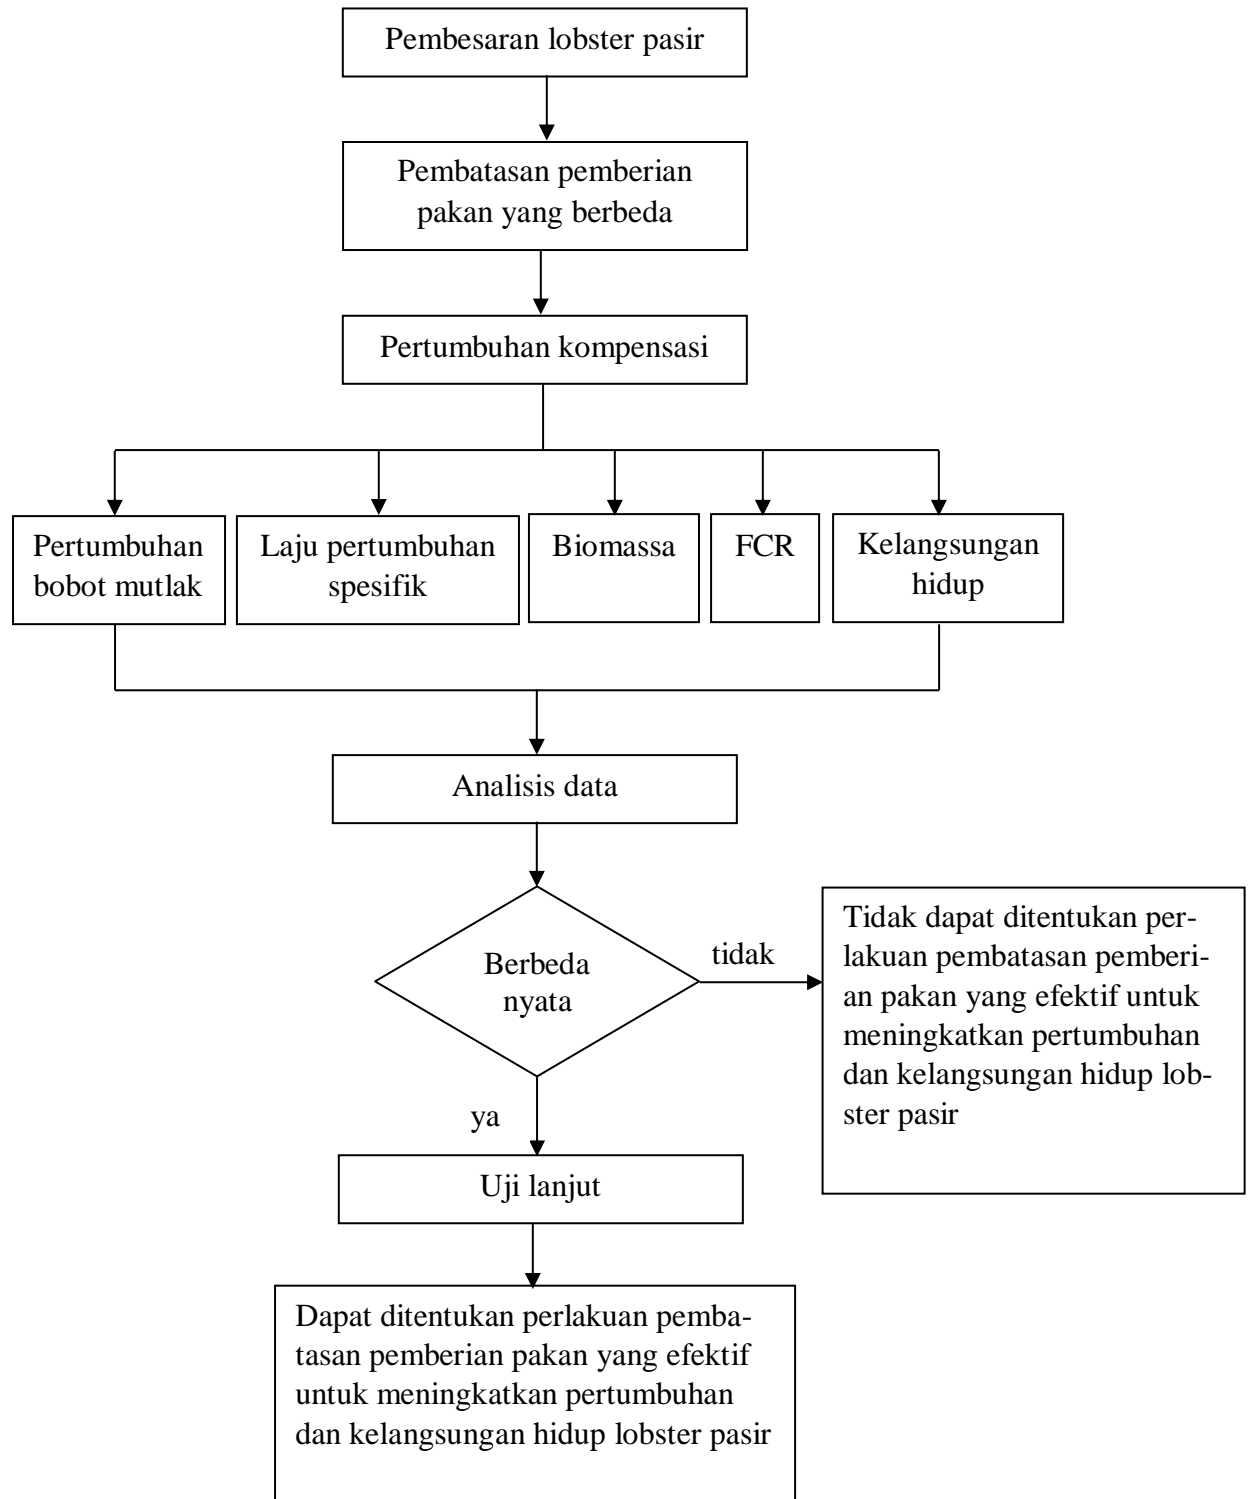 Pembesaran lobster pasir
Pembatasan pemberian
pakan yang berbeda
Pertumbuhan kompensasi
Pertumbuhan
bobot mutlak
Laju pertumbuhan
spesifik
Biomassa
FCR
Kelangsungan
hidup
Analisis data
Berbeda
nyata
tidak
Tidak dapat ditentukan per-
lakuan pembatasan pemberi-
an pakan yang efektif untuk
meningkatkan pertumbuhan
dan kelangsungan hidup lob-
ster pasir
ya
Uji lanjut
Dapat ditentukan perlakuan pemba-
tasan pemberian pakan yang efektif
untuk meningkatkan pertumbuhan
dan kelangsungan hidup lobster pasir